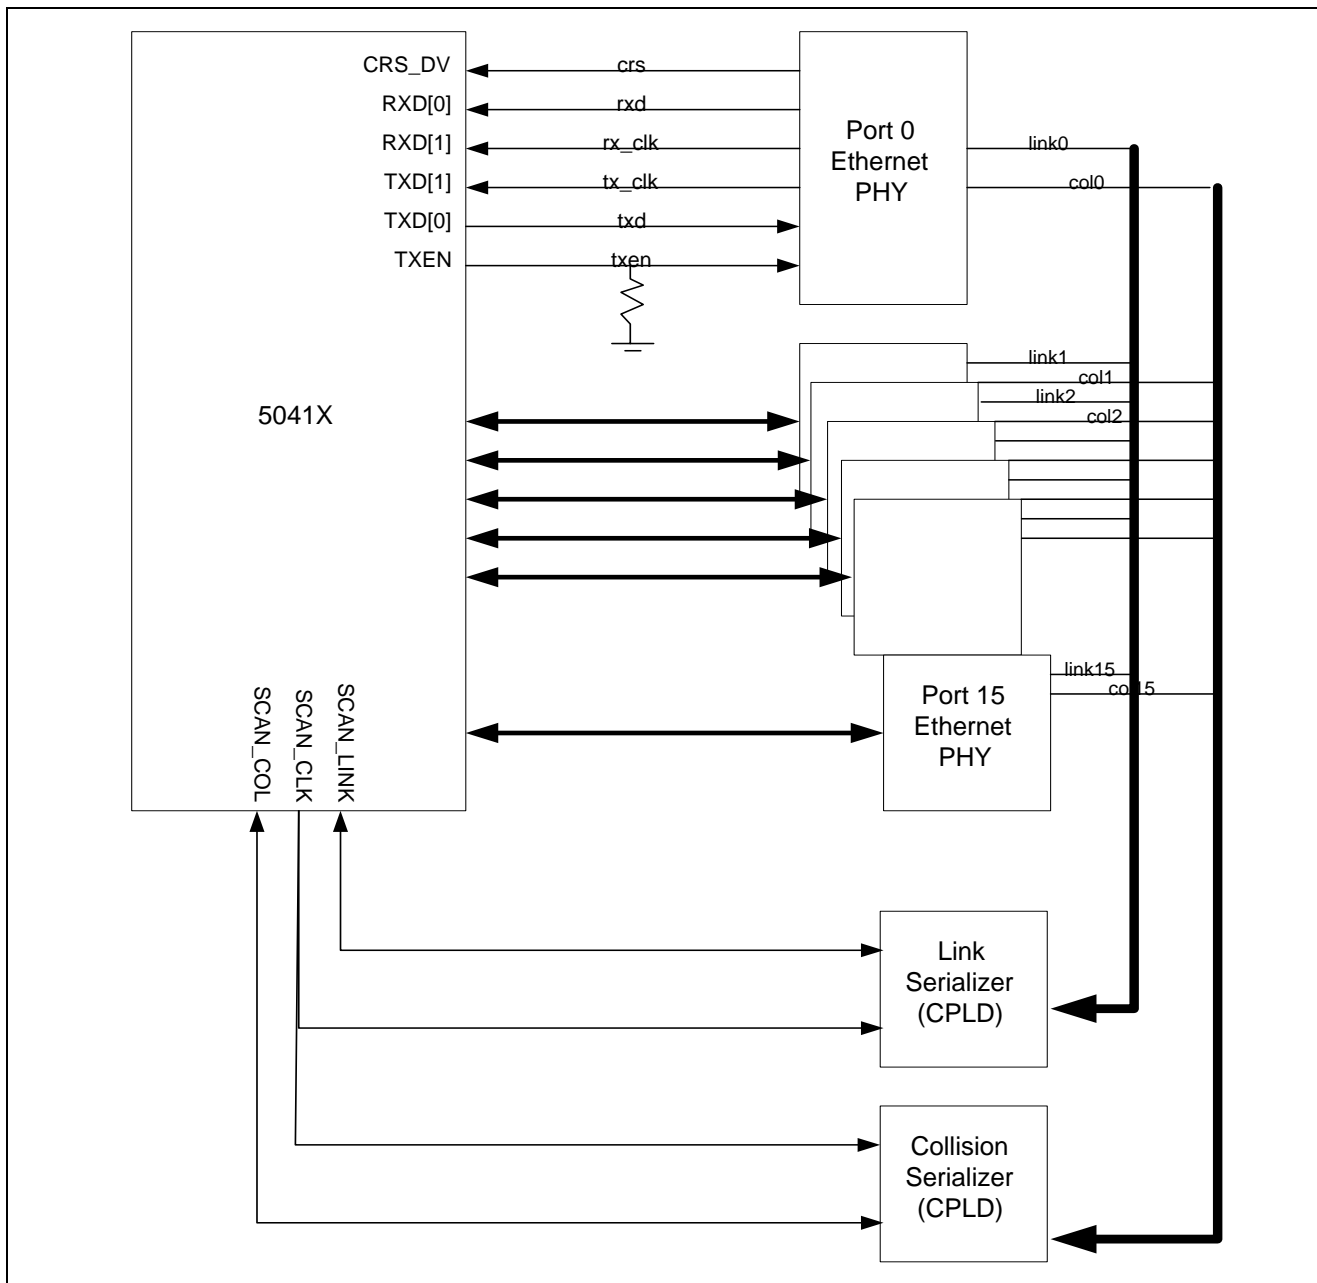 CRS_DV
crs
RXD[0]
rxd
RXD[1]
rx_clk
TXD[1]
tx_clk
TXD[0]
txd
TXEN
txen
Port 0
Ethernet
PHY
link0
col0
link1
col1
link2
col2
5041X
link15
col15
Port 15
Ethernet
PHY
SCAN_COL
SCAN_CLK
SCAN_LINK
Link
Serializer
(CPLD)
Collision
Serializer
(CPLD)